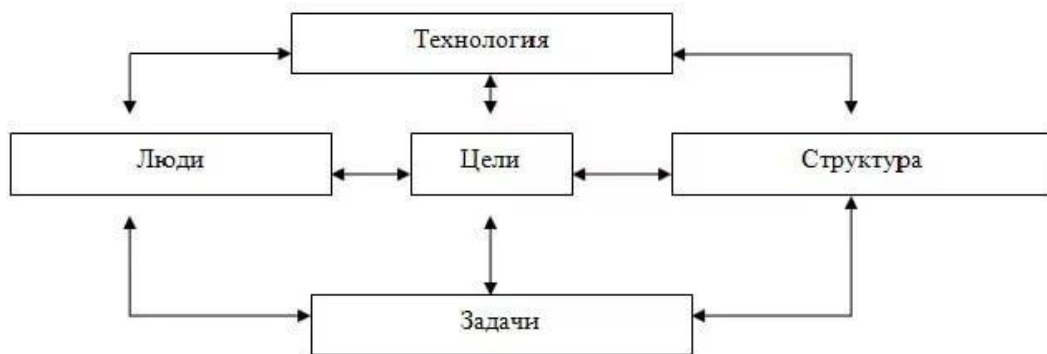 Технология
Люди
Цели
Структура
Задачи